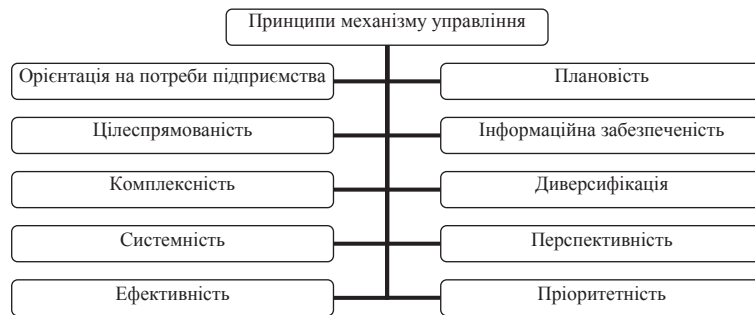 Принципи механізму управління
Орієнтація на потреби підприємства
Плановість
Цілеспрямованість
Інформаційна забезпеченість
Комплексність
Диверсифікація
Системність
Перспективність
Ефективність
Пріоритетність